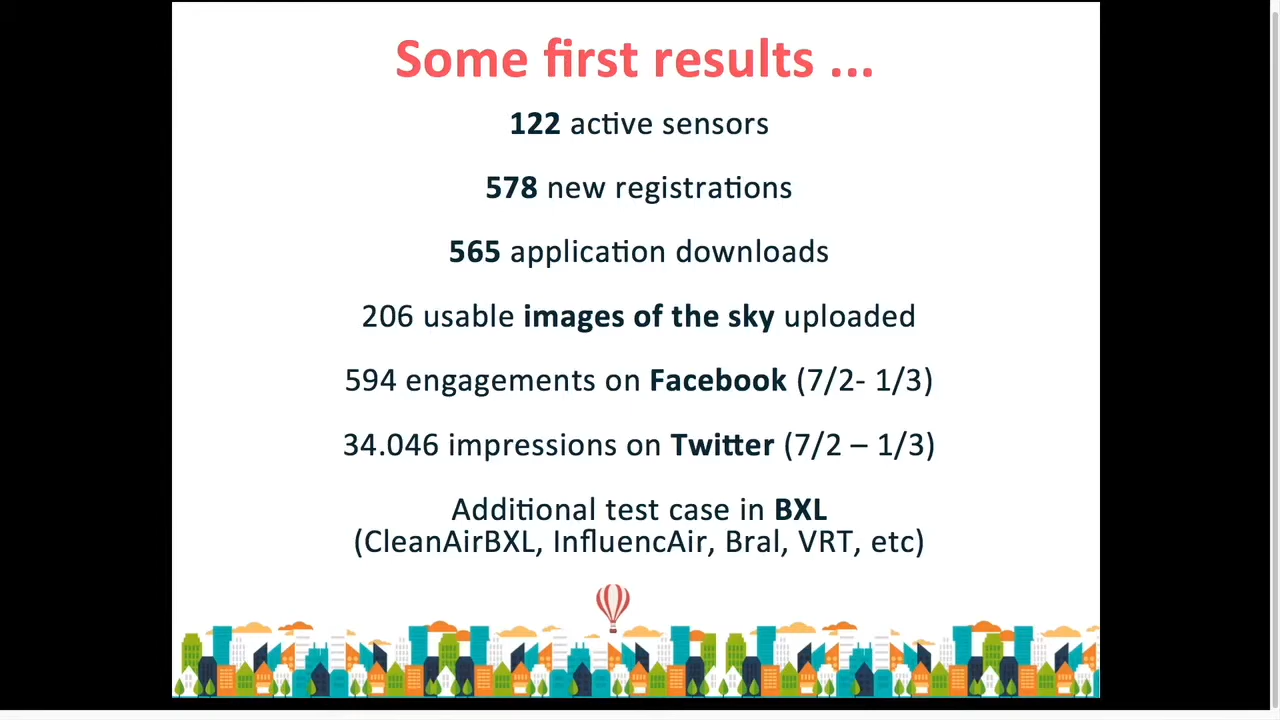 Some first results ...
122 active sensors
578 new registrations
565 application downloads
206 usable images of the sky uploaded
594 engagements on Facebook (7/2- 1/3)
34.046 impressions on Twitter (7/2 – 1/3)
Additional test case in BXL
(CleanAirBXL, InfluencAir, Bral, VRT, etc)